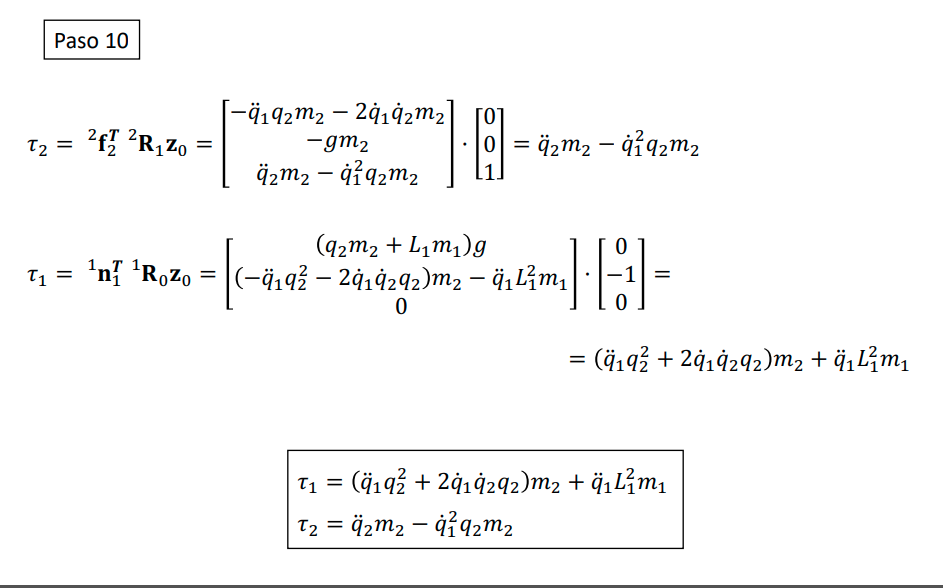 Paso 10
τ₂ = ²f₂ᵀ ²R₁z₀ = [−q̈₁q₂m₂ − 2q̇₁q̇₂m₂; −gm₂; q̈₂m₂ − q̇₁²q₂m₂] · [0; 0; 1] = q̈₂m₂ − q̇₁²q₂m₂
τ₁ = ¹n₁ᵀ ¹R₀z₀ = [(q₂m₂ + L₁m₁)g; (−q̈₁q₂² − 2q̇₁q̇₂q₂)m₂ − q̈₁L₁²m₁; 0] · [0; −1; 0] =
= (q̈₁q₂² + 2q̇₁q̇₂q₂)m₂ + q̈₁L₁²m₁
τ₁ = (q̈₁q₂² + 2q̇₁q̇₂q₂)m₂ + q̈₁L₁²m₁
τ₂ = q̈₂m₂ − q̇₁²q₂m₂